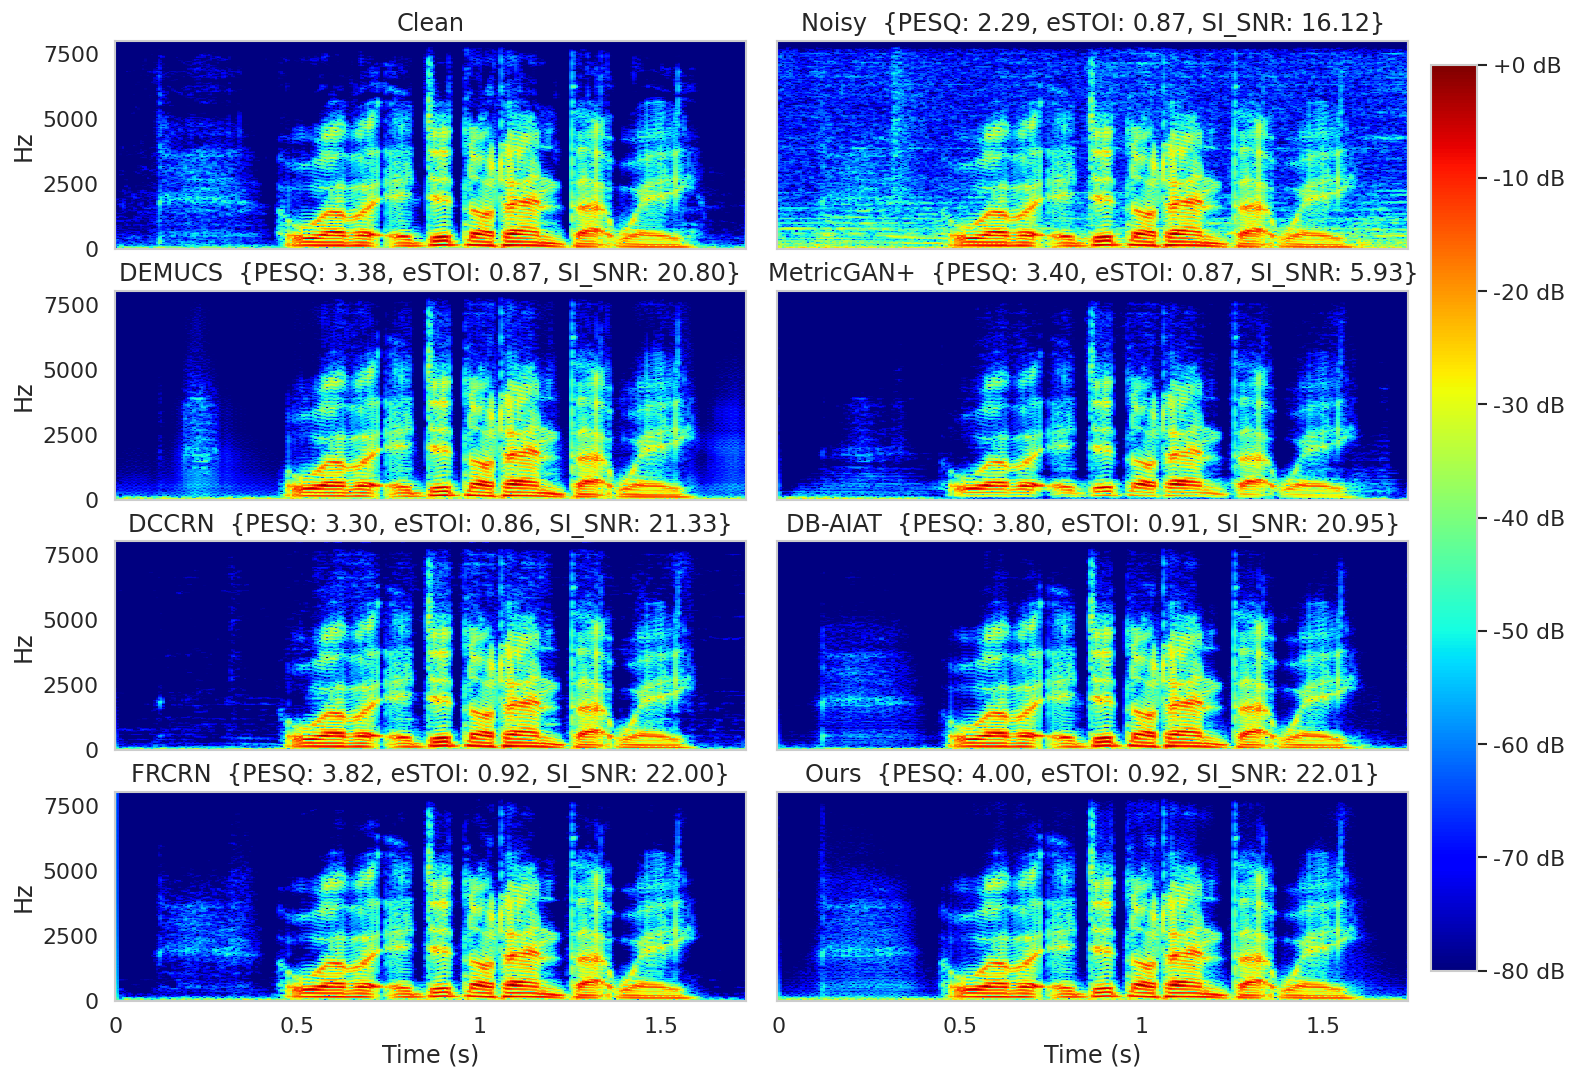 Clean
Noisy {PESQ: 2.29, eSTOI: 0.87, SI_SNR: 16.12}
7500
5000
2500
0
Hz
DEMUCS {PESQ: 3.38, eSTOI: 0.87, SI_SNR: 20.80}
MetricGAN+ {PESQ: 3.40, eSTOI: 0.87, SI_SNR: 5.93}
7500
5000
2500
0
Hz
DCCRN {PESQ: 3.30, eSTOI: 0.86, SI_SNR: 21.33}
DB-AIAT {PESQ: 3.80, eSTOI: 0.91, SI_SNR: 20.95}
7500
5000
2500
0
Hz
FRCRN {PESQ: 3.82, eSTOI: 0.92, SI_SNR: 22.00}
Ours {PESQ: 4.00, eSTOI: 0.92, SI_SNR: 22.01}
7500
5000
2500
0
Hz
0 0.5 1 1.5
Time (s)
0 0.5 1 1.5
Time (s)
+0 dB
-10 dB
-20 dB
-30 dB
-40 dB
-50 dB
-60 dB
-70 dB
-80 dB